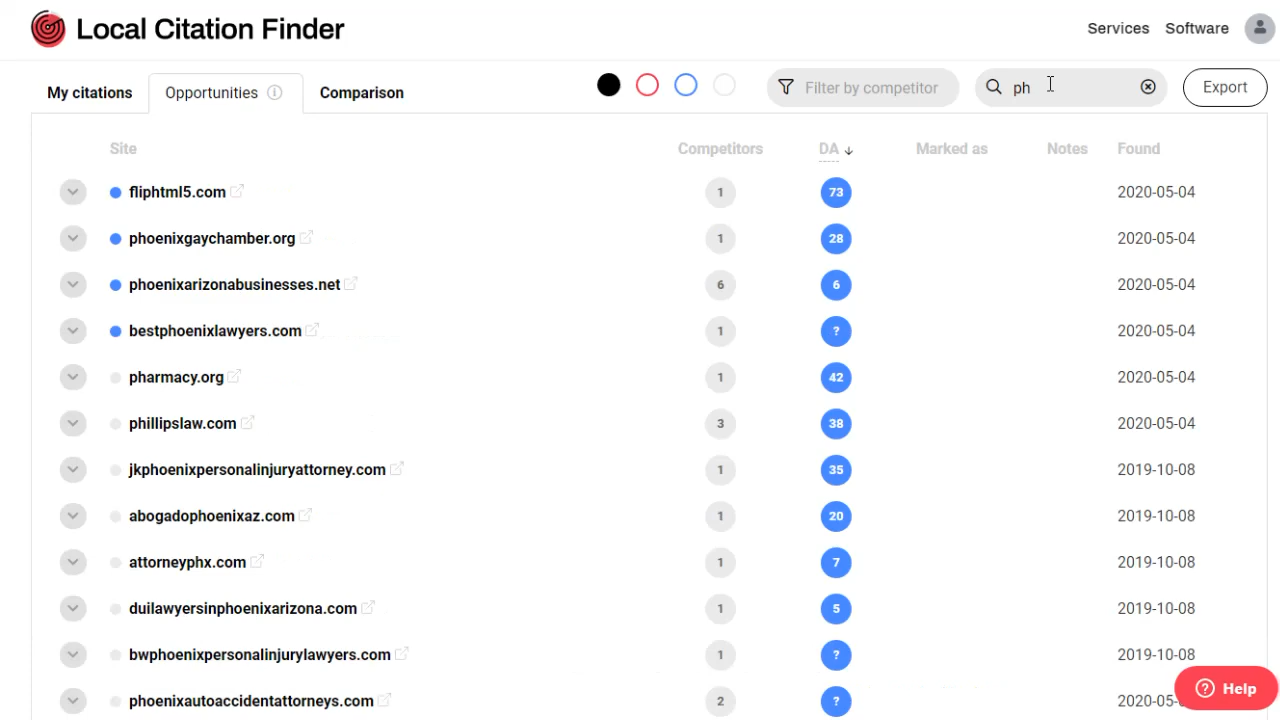 Local Citation Finder
Services Software
My citations Opportunities Comparison Filter by competitor ph Export
Site Competitors DA Marked as Notes Found
fliphtml5.com 1 73 2020-05-04
phoenixgaychamber.org 1 28 2020-05-04
phoenixarizonabusinesses.net 6 6 2020-05-04
bestphoenixlawyers.com 1 ? 2020-05-04
pharmacy.org 1 42 2020-05-04
phillipslaw.com 3 38 2020-05-04
jkphoenixpersonalinjuryattorney.com 1 35 2019-10-08
abogadophoenixaz.com 1 20 2019-10-08
attorneyphx.com 1 7 2019-10-08
duilawyersinphoenixarizona.com 1 5 2019-10-08
bwphoenixpersonalinjurylawyers.com 1 ? 2019-10-08
phoenixautoaccidentattorneys.com 2 ? 2020-05-
Help